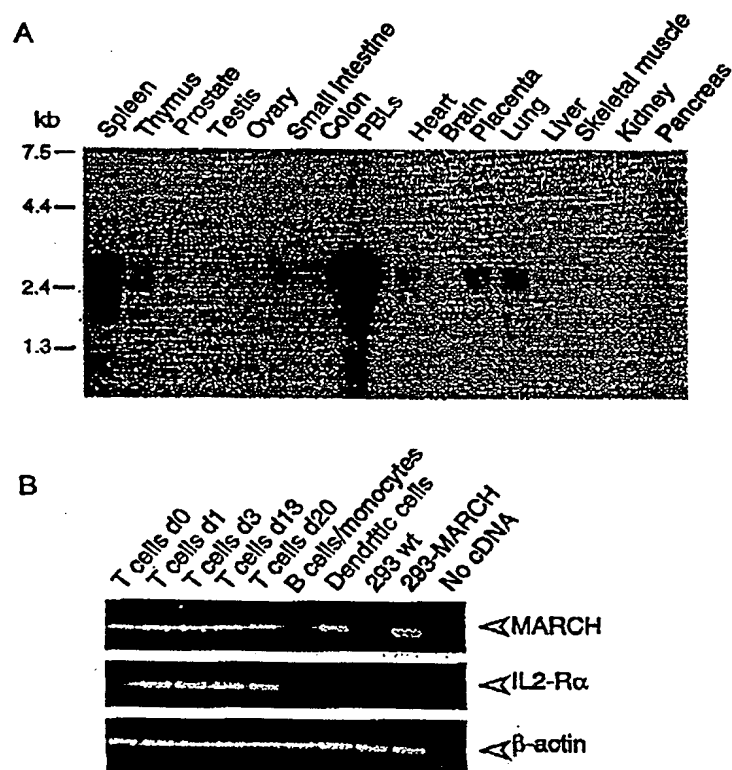 A
kb
Spleen
Thymus
Prostate
Testis
Ovary
Small intestine
Colon
PBLs
Heart
Brain
Placenta
Lung
Liver
Skeletal muscle
Kidney
Pancreas
7.5
4.4
2.4
1.3
B
T cells d0
T cells d1
T cells d3
T cells d13
T cells d20
B cells/monocytes
Dendritic cells
293 wt
293-MARCH
No cDNA
MARCH
IL2-Rα
β-actin